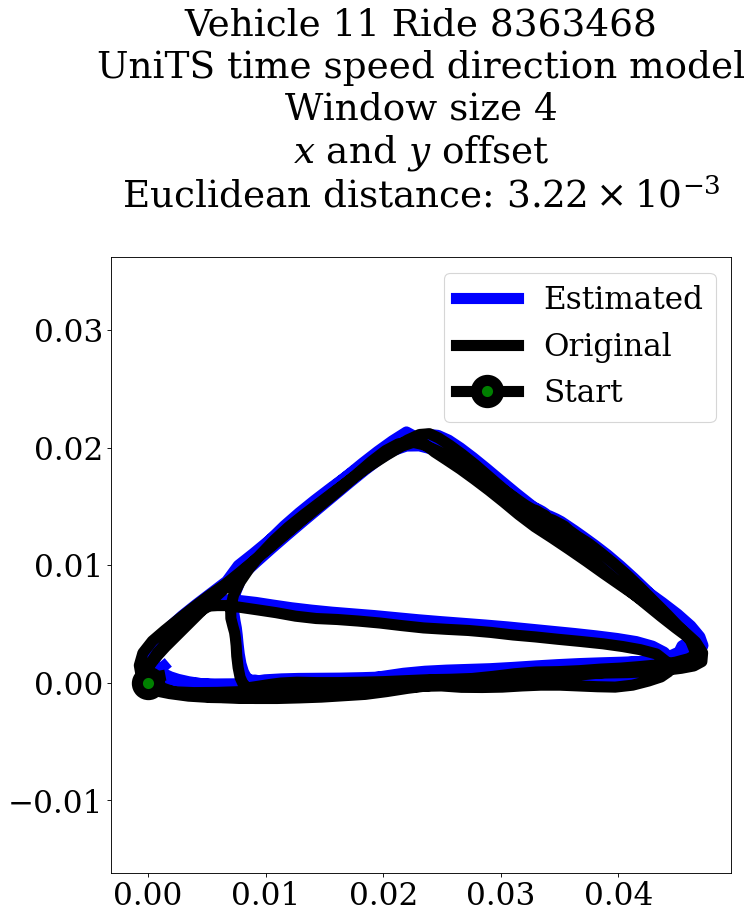 Vehicle 11 Ride 8363468
UniTS time speed direction model
Window size 4
x and y offset
Euclidean distance: 3.22 × 10⁻³
Estimated
Original
Start
0.03
0.02
0.01
0.00
−0.01
0.00 0.01 0.02 0.03 0.04